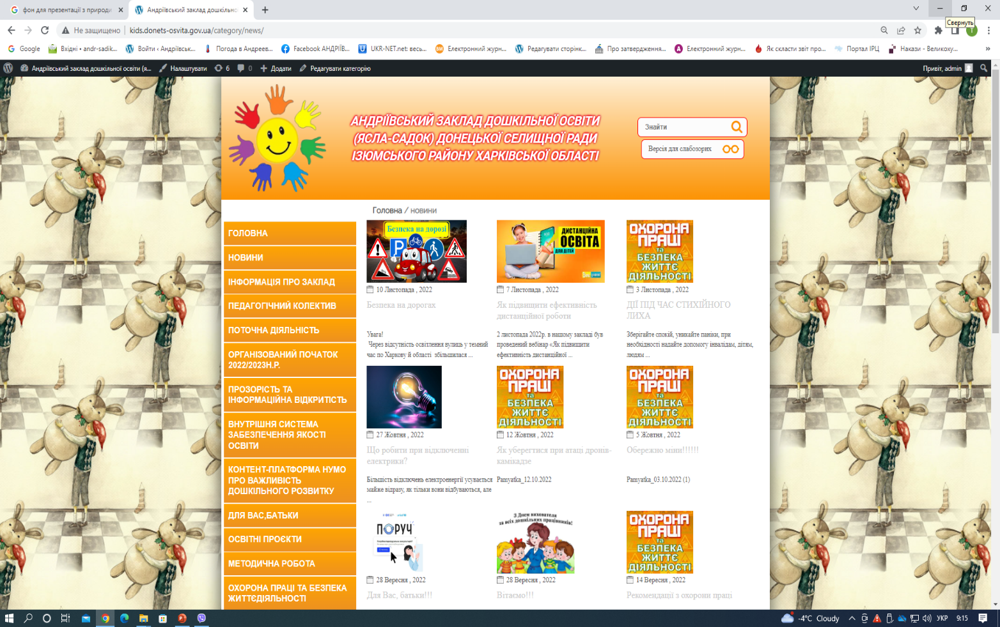 фон для презентації з природи
Андріївський заклад дошкільно
Свернуть
Не защищено
kids.donets-osvita.gov.ua/category/news/
Google
Вхідні • andr-sadik...
Войти ‹ Андріївськ...
Погода в Андреев...
Facebook АНДРІЇВ...
UKR-NET.net: весь...
Електронний журн...
Редагувати сторінк...
Про затвердження...
Електронний журн...
Як скласти звіт про...
Портал ІРЦ
Накази - Великоху...
»
Андріївський заклад дошкільної освіти (я...
Налаштувати
6
0
Додати
Редагувати категорію
Привіт, admin
АНДРІЇВСЬКИЙ ЗАКЛАД ДОШКІЛЬНОЇ ОСВІТИ
(ЯСЛА-САДОК) ДОНЕЦЬКОЇ СЕЛИЩНОЇ РАДИ
ІЗЮМСЬКОГО РАЙОНУ ХАРКІВСЬКОЇ ОБЛАСТІ
Знайти
Версія для слабозорих
Головна / новини
ГОЛОВНА
НОВИНИ
ІНФОРМАЦІЯ ПРО ЗАКЛАД
ПЕДАГОГІЧНИЙ КОЛЕКТИВ
ПОТОЧНА ДІЯЛЬНІСТЬ
ОРГАНІЗОВАНИЙ ПОЧАТОК
2022/2023Н.Р.
ПРОЗОРІСТЬ ТА
ІНФОРМАЦІЙНА ВІДКРИТІСТЬ
ВНУТРІШНЯ СИСТЕМА
ЗАБЕЗПЕЧЕННЯ ЯКОСТІ
ОСВІТИ
КОНТЕНТ-ПЛАТФОРМА НУМО
ПРО ВАЖЛИВІСТЬ
ДОШКІЛЬНОГО РОЗВИТКУ
ДЛЯ ВАС,БАТЬКИ
ОСВІТНІ ПРОЄКТИ
МЕТОДИЧНА РОБОТА
ОХОРОНА ПРАЦІ ТА БЕЗПЕКА
ЖИТТЄДІЯЛЬНОСТІ
Безпека на дорозі
P
10 Листопада , 2022
Безпека на дорогах
Увага!
Через відсутність освітлення вулиць у темний
час по Харкову й області збільшилася ...
ДИСТАНЦІЙНА
ОСВІТА
ДЛЯ ДІТЕЙ
7 Листопада , 2022
Як підвищити ефективність
дистанційної роботи
2 листопада 2022р. в нашому закладі був
проведений вебінар «Як підвищити
ефективність дистанційної ...
ОХОРОНА
ПРАЦІ
та
БЕЗПЕКА
ЖИТТЄ
ДІЯЛЬНОСТІ
3 Листопада , 2022
ДІЇ ПІД ЧАС СТИХІЙНОГО
ЛИХА
Зберігайте спокій, уникайте паніки, при
необхідності надайте допомогу інвалідам, дітям,
людям ...
27 Жовтня , 2022
Що робити при відключенні
електрики?
Більшість відключень електроенергії усувається
майже відразу, як тільки вони відбуваються, але
...
ОХОРОНА
ПРАЦІ
та
БЕЗПЕКА
ЖИТТЄ
ДІЯЛЬНОСТІ
12 Жовтня , 2022
Як уберегтися при атаці дронів-
камікадзе
Pamyatka_12.10.2022
ОХОРОНА
ПРАЦІ
та
БЕЗПЕКА
ЖИТТЄ
ДІЯЛЬНОСТІ
5 Жовтня , 2022
Обережно міни!!!!!!
Pamyatka_03.10.2022 (1)
ПОРУЧ
28 Вересня , 2022
Для Вас, батьки!!!
З Днем вихователя
та всіх дошкільних працівників!
28 Вересня , 2022
Вітаємо!!!
ОХОРОНА
ПРАЦІ
та
БЕЗПЕКА
ЖИТТЄ
ДІЯЛЬНОСТІ
14 Вересня , 2022
Рекомендації з охорони праці
-4°C Cloudy
УКР
9:15